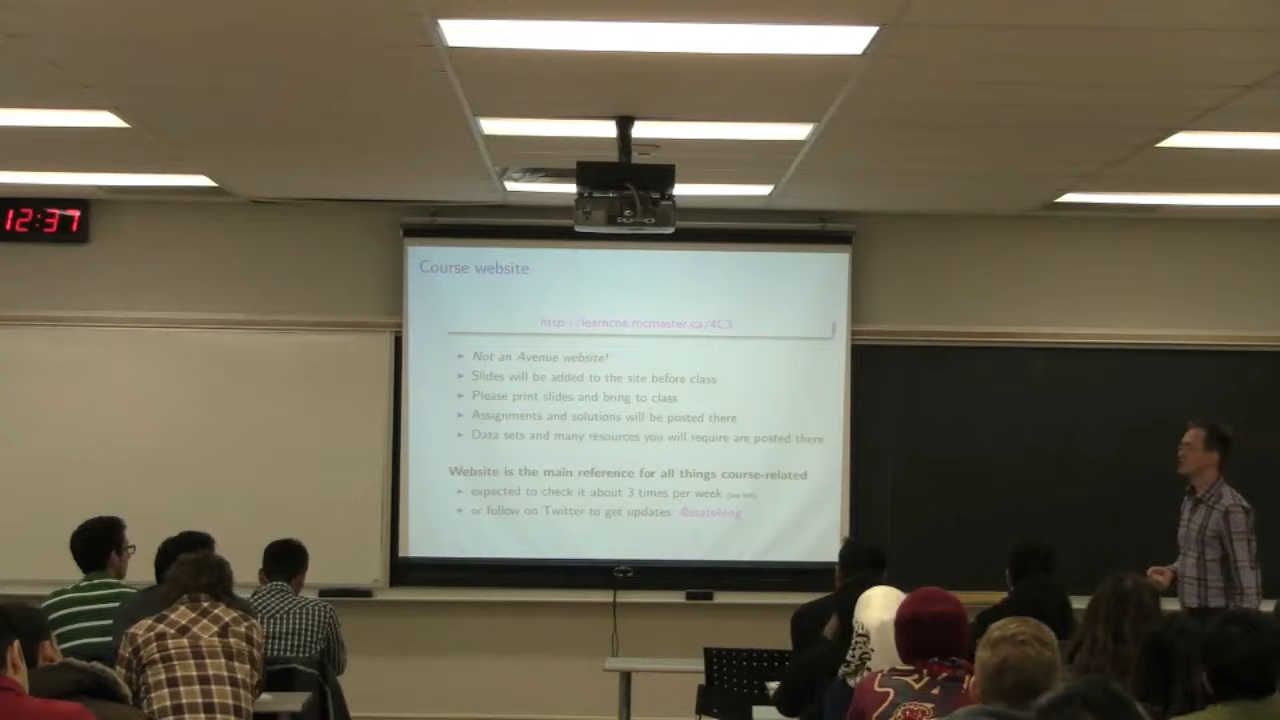 12:37
Course website
http://learnche.mcmaster.ca/4C3
► Not an Avenue website!
► Slides will be added to the site before class
► Please print slides and bring to class
► Assignments and solutions will be posted there
► Data sets and many resources you will require are posted there
Website is the main reference for all things course-related
► expected to check it about 3 times per week
► or follow on Twitter to get updates: @stats4eng